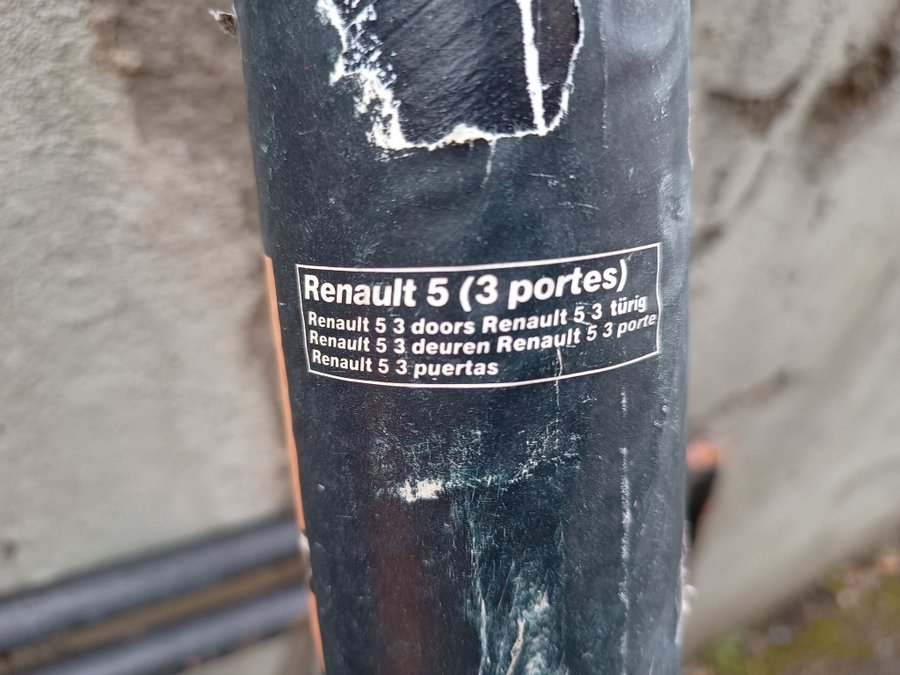 Renault 5 (3 portes)
Renault 5 3 doors Renault 5 3 türig
Renault 5 3 deuren Renault 5 3 porte
Renault 5 3 puertas